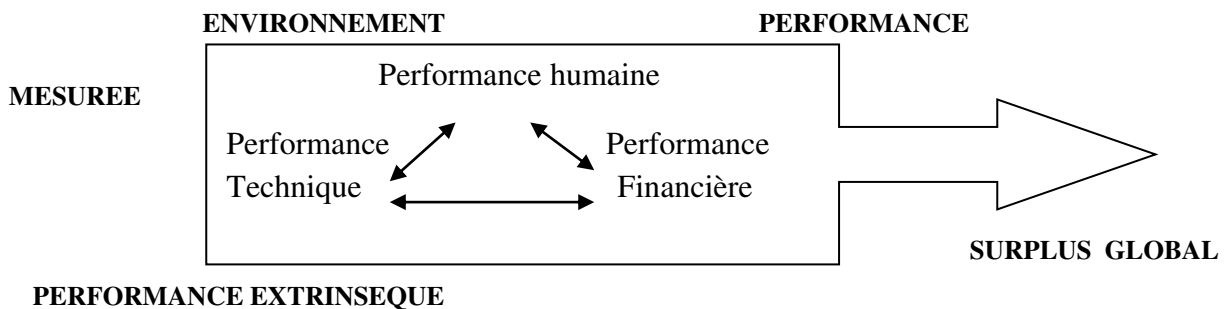 ENVIRONNEMENT PERFORMANCE
MESUREE
Performance humaine
Performance
Technique
Performance
Financière
SURPLUS GLOBAL
PERFORMANCE EXTRINSEQUE